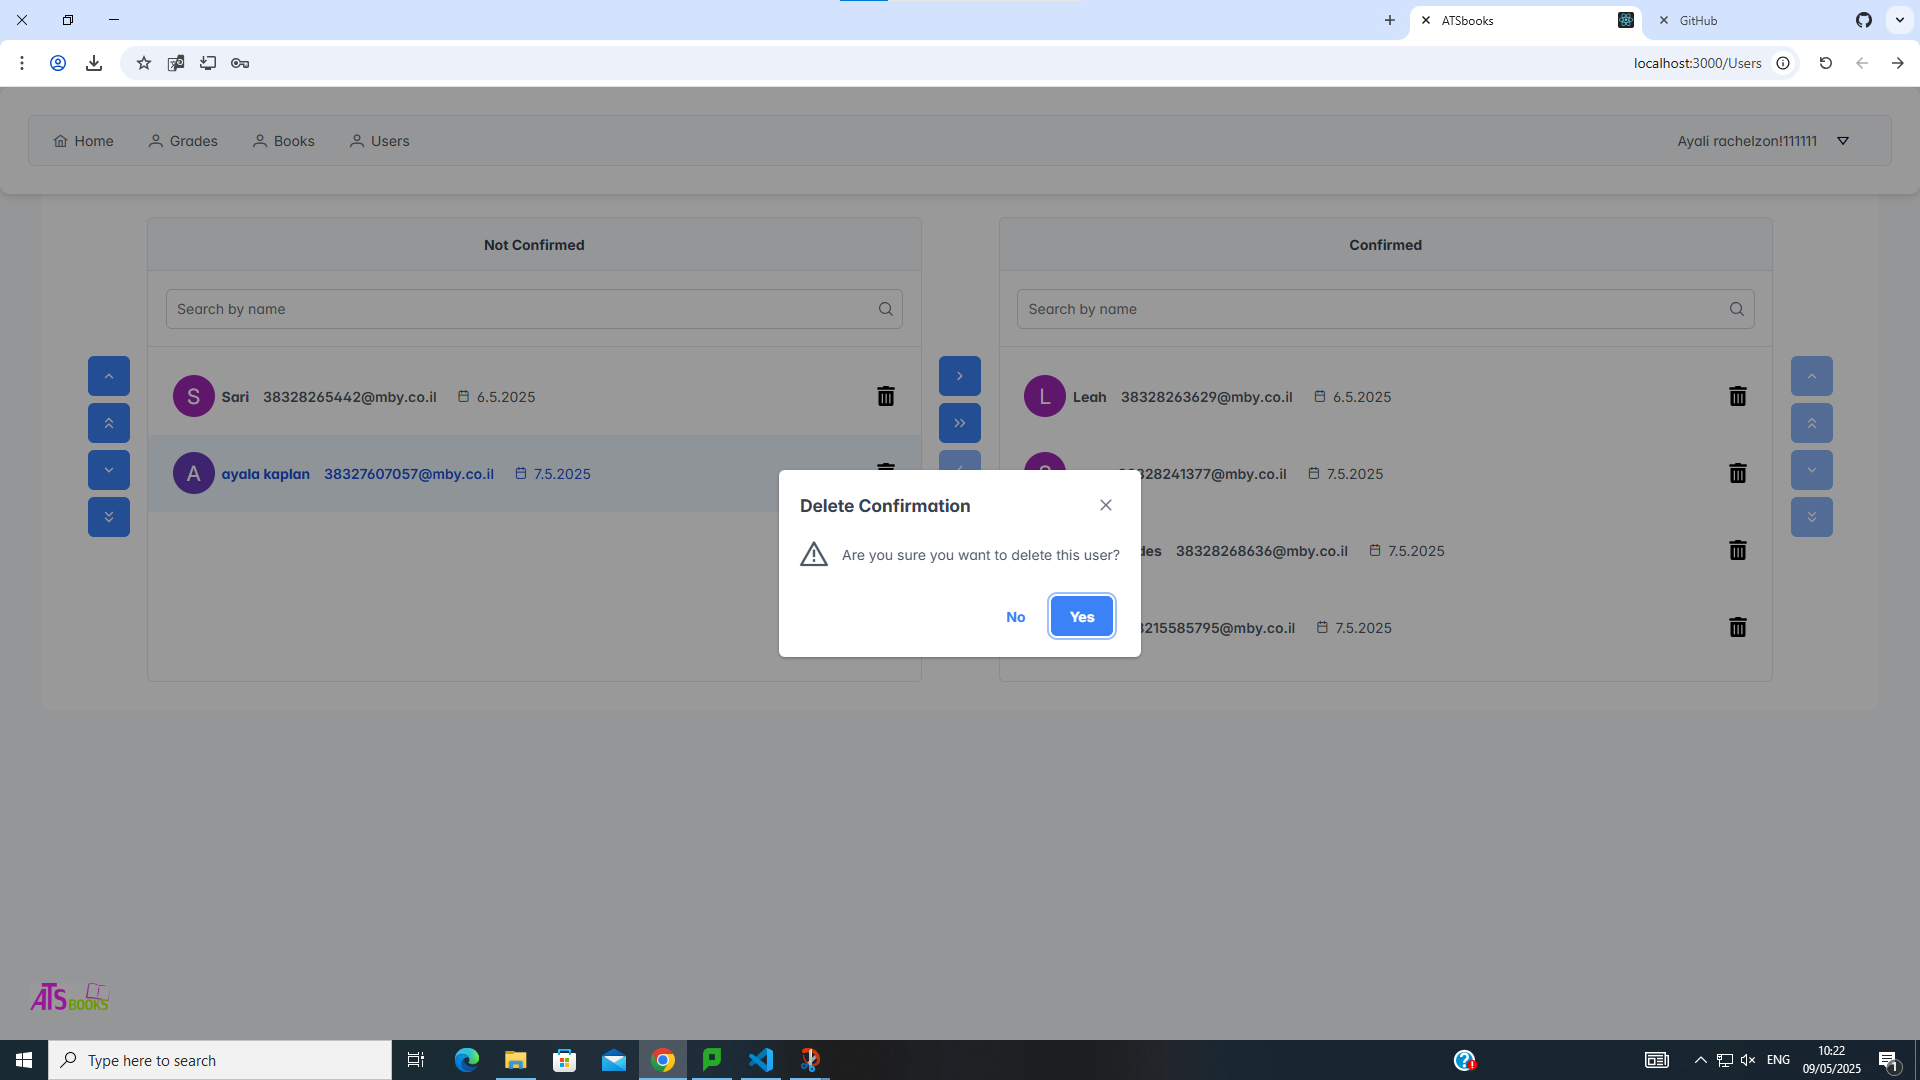 ATSbooks
GitHub
localhost:3000/Users
Home
Grades
Books
Users
Ayali rachelzon!111111
Not Confirmed
Search by name
S
Sari 38328265442@mby.co.il 6.5.2025
A
ayala kaplan 38327607057@mby.co.il 7.5.2025
Confirmed
Search by name
L
Leah 38328263629@mby.co.il 6.5.2025
28241377@mby.co.il 7.5.2025
des 38328268636@mby.co.il 7.5.2025
215585795@mby.co.il 7.5.2025
Delete Confirmation
Are you sure you want to delete this user?
No
Yes
ATS BOOKS
Type here to search
ENG
10:22
09/05/2025
1